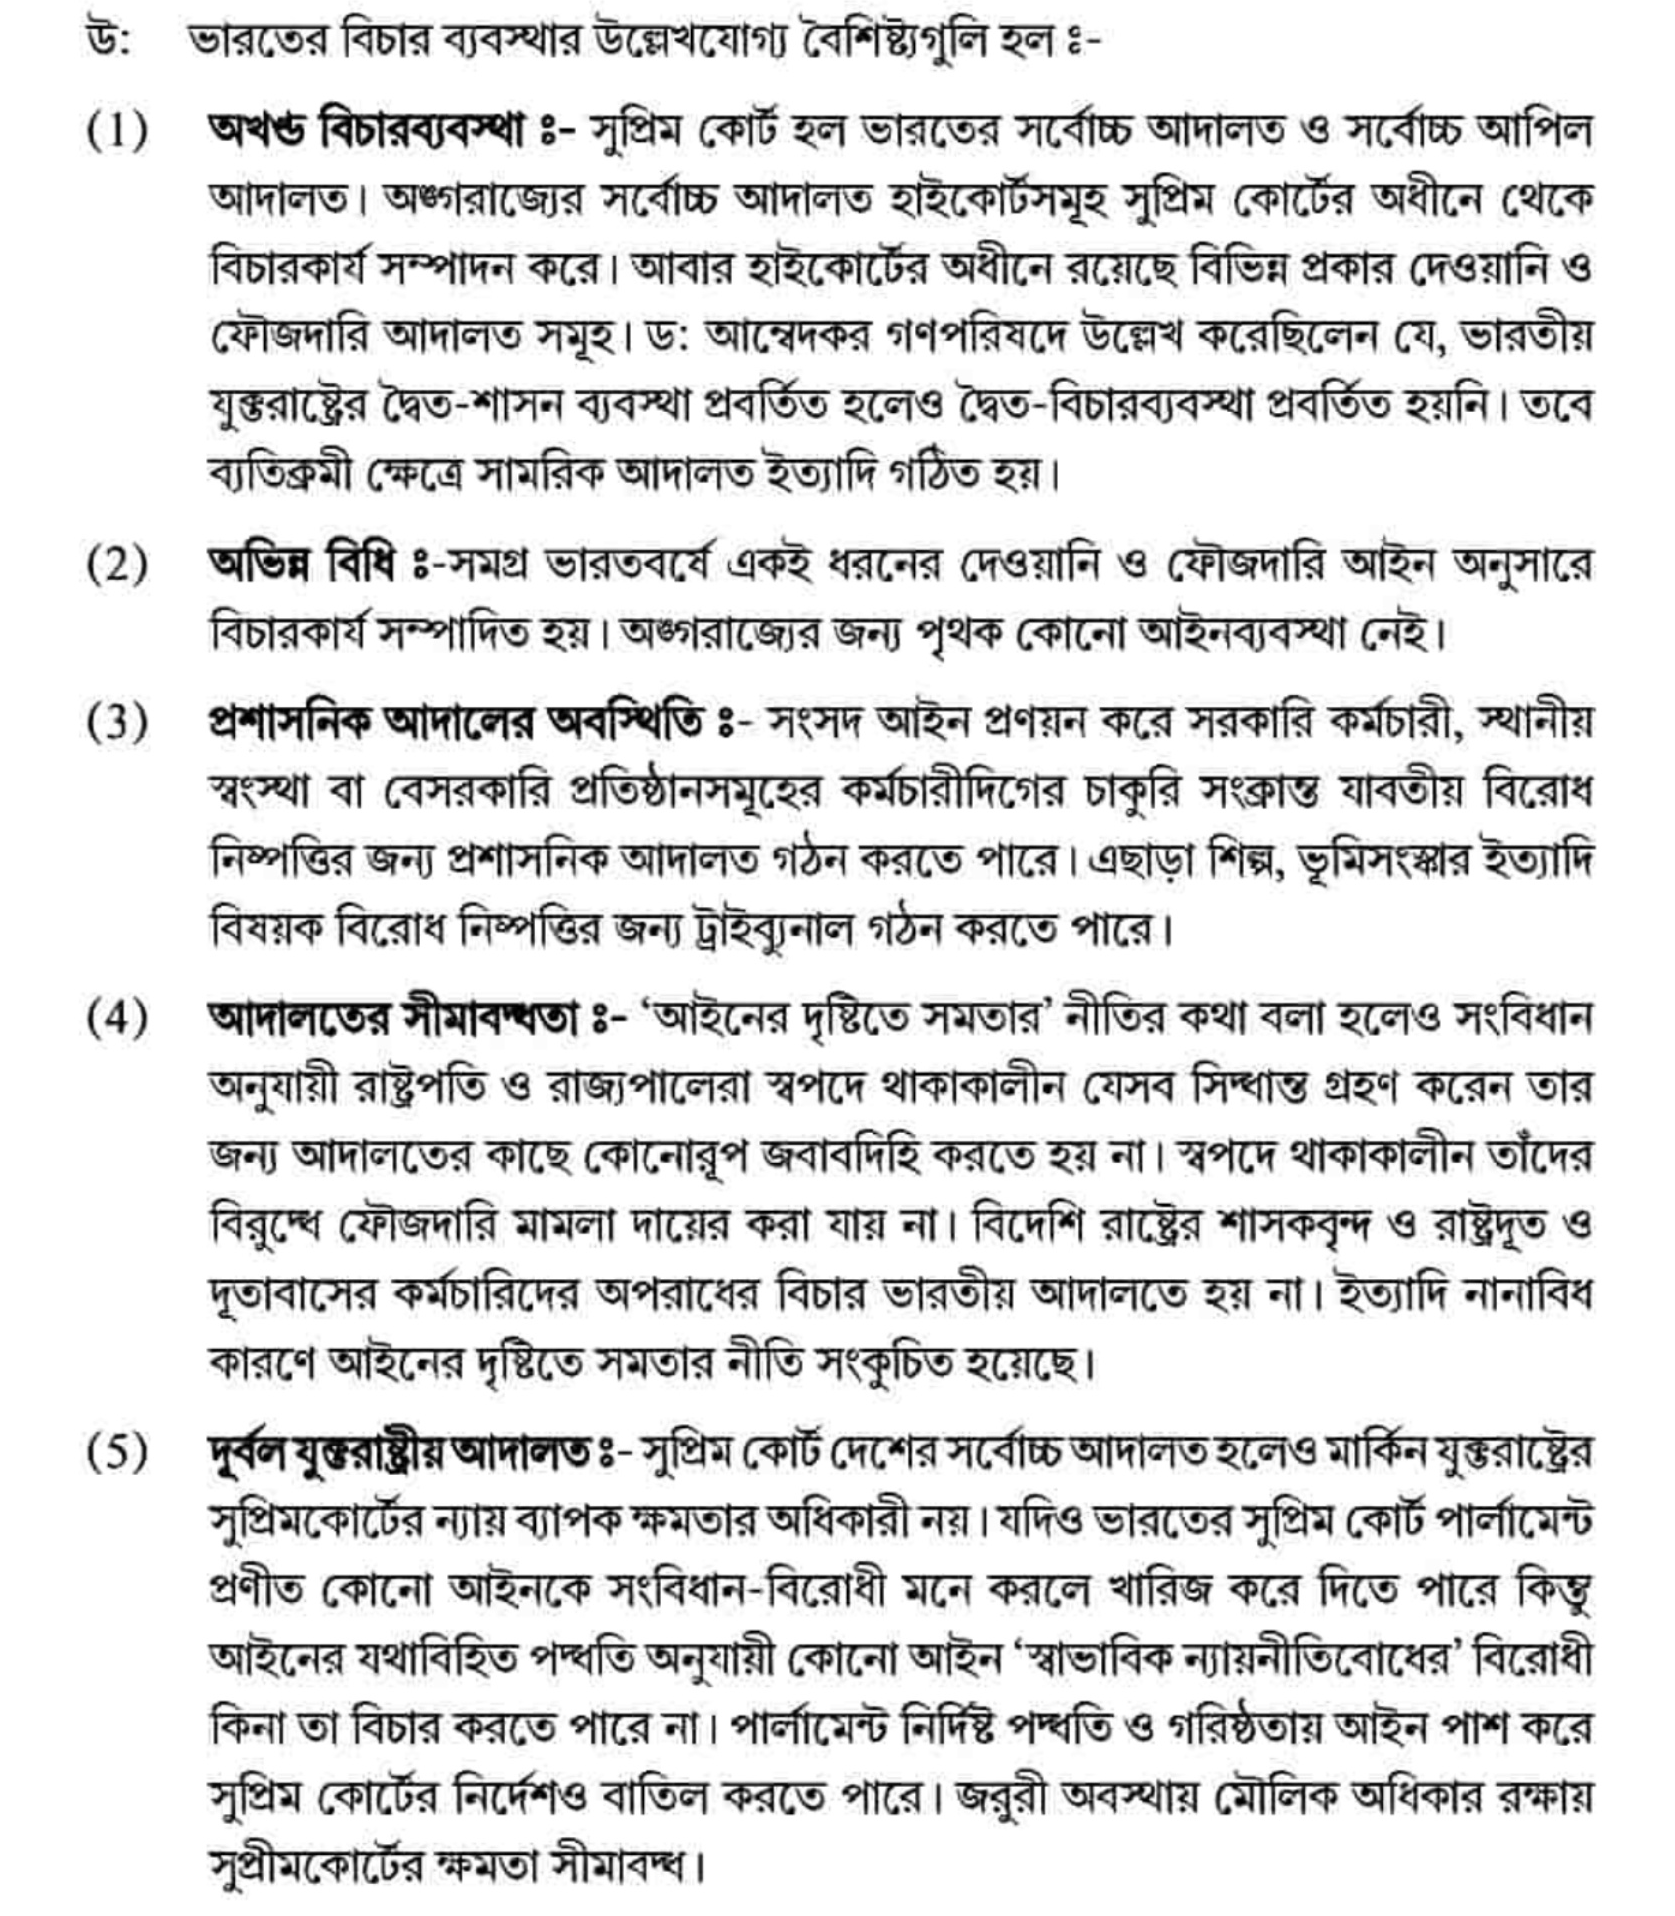 উ: ভারতের বিচার ব্যবস্থার উল্লেখযোগ্য বৈশিষ্ট্যগুলি হল ঃ-
(1) অখণ্ড বিচারব্যবস্থা ঃ- সুপ্রিম কোর্ট হল ভারতের সর্বোচ্চ আদালত ও সর্বোচ্চ আপিল
আদালত। অঙ্গরাজ্যের সর্বোচ্চ আদালত হাইকোর্টসমূহ সুপ্রিম কোর্টের অধীনে থেকে
বিচারকার্য সম্পাদন করে। আবার হাইকোর্টের অধীনে রয়েছে বিভিন্ন প্রকার দেওয়ানি ও
ফৌজদারি আদালত সমূহ। ড: আম্বেদকর গণপরিষদে উল্লেখ করেছিলেন যে, ভারতীয়
যুক্তরাষ্ট্রের দ্বৈত-শাসন ব্যবস্থা প্রবর্তিত হলেও দ্বৈত-বিচারব্যবস্থা প্রবর্তিত হয়নি। তবে
ব্যতিক্রমী ক্ষেত্রে সামরিক আদালত ইত্যাদি গঠিত হয়।
(2) অভিন্ন বিধি ঃ-সমগ্র ভারতবর্ষে একই ধরনের দেওয়ানি ও ফৌজদারি আইন অনুসারে
বিচারকার্য সম্পাদিত হয়। অঙ্গরাজ্যের জন্য পৃথক কোনো আইনব্যবস্থা নেই।
(3) প্রশাসনিক আদালের অবস্থিতি ঃ- সংসদ আইন প্রণয়ন করে সরকারি কর্মচারী, স্থানীয়
স্বংস্থা বা বেসরকারি প্রতিষ্ঠানসমূহের কর্মচারীদিগের চাকুরি সংক্রান্ত যাবতীয় বিরোধ
নিষ্পত্তির জন্য প্রশাসনিক আদালত গঠন করতে পারে। এছাড়া শিল্প, ভূমিসংস্কার ইত্যাদি
বিষয়ক বিরোধ নিষ্পত্তির জন্য ট্রাইব্যুনাল গঠন করতে পারে।
(4) আদালতের সীমাবদ্ধতা ঃ- ‘আইনের দৃষ্টিতে সমতার’ নীতির কথা বলা হলেও সংবিধান
অনুযায়ী রাষ্ট্রপতি ও রাজ্যপালেরা স্বপদে থাকাকালীন যেসব সিদ্ধান্ত গ্রহণ করেন তার
জন্য আদালতের কাছে কোনোরূপ জবাবদিহি করতে হয় না। স্বপদে থাকাকালীন তাঁদের
বিরুদ্ধে ফৌজদারি মামলা দায়ের করা যায় না। বিদেশি রাষ্ট্রের শাসকবৃন্দ ও রাষ্ট্রদূত ও
দূতাবাসের কর্মচারিদের অপরাধের বিচার ভারতীয় আদালতে হয় না। ইত্যাদি নানাবিধ
কারণে আইনের দৃষ্টিতে সমতার নীতি সংকুচিত হয়েছে।
(5) দুর্বল যুক্তরাষ্ট্রীয় আদালত ঃ- সুপ্রিম কোর্ট দেশের সর্বোচ্চ আদালত হলেও মার্কিন যুক্তরাষ্ট্রের
সুপ্রিমকোর্টের ন্যায় ব্যাপক ক্ষমতার অধিকারী নয়। যদিও ভারতের সুপ্রিম কোর্ট পার্লামেন্ট
প্রণীত কোনো আইনকে সংবিধান-বিরোধী মনে করলে খারিজ করে দিতে পারে কিন্তু
আইনের যথাবিহিত পদ্ধতি অনুযায়ী কোনো আইন ‘স্বাভাবিক ন্যায়নীতিবোধের’ বিরোধী
কিনা তা বিচার করতে পারে না। পার্লামেন্ট নির্দিষ্ট পদ্ধতি ও গরিষ্ঠতায় আইন পাশ করে
সুপ্রিম কোর্টের নির্দেশও বাতিল করতে পারে। জরুরী অবস্থায় মৌলিক অধিকার রক্ষায়
সুপ্রীমকোর্টের ক্ষমতা সীমাবদ্ধ।